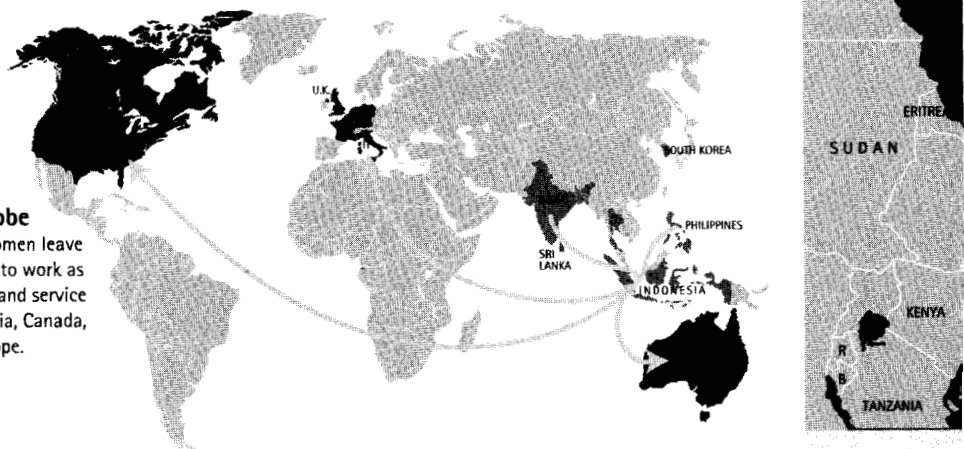 obe
omen leave
to work as
and service
ia, Canada,
ope.
U.K.
SOUTH KOREA
PHILIPPINES
SRI
LANKA
INDONESIA
ERITREA
SUDAN
KENYA
R
B
TANZANIA